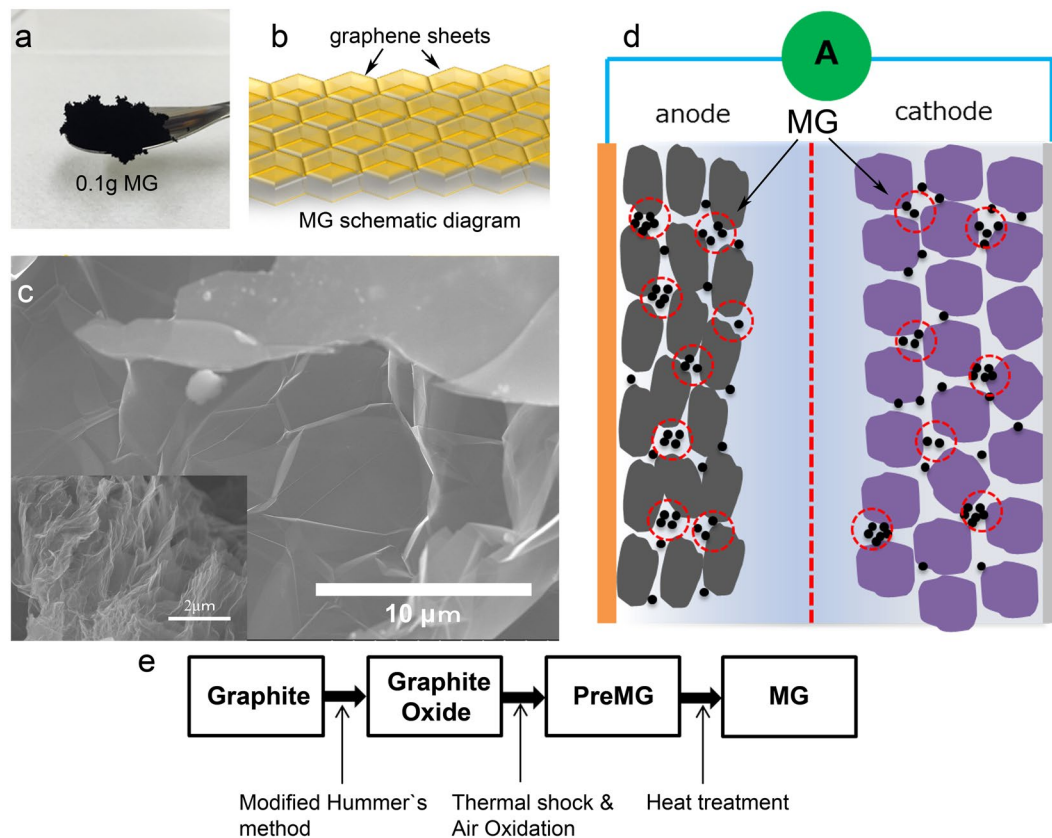 a
0.1g MG
b
graphene sheets
MG schematic diagram
c
2µm
10 µm
d
A
anode
MG
cathode
e
Graphite
Graphite
Oxide
PreMG
MG
Modified Hummer`s
method
Thermal shock &
Air Oxidation
Heat treatment